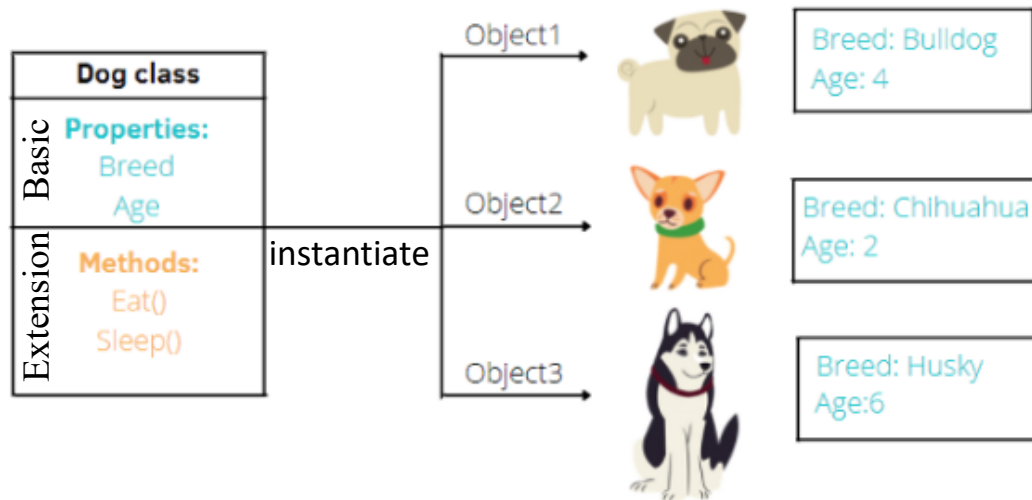 Dog class
Basic
Properties:
Breed
Age
Extension
Methods:
Eat()
Sleep()
instantiate
Object1
Breed: Bulldog
Age: 4
Object2
Breed: Chihuahua
Age: 2
Object3
Breed: Husky
Age:6